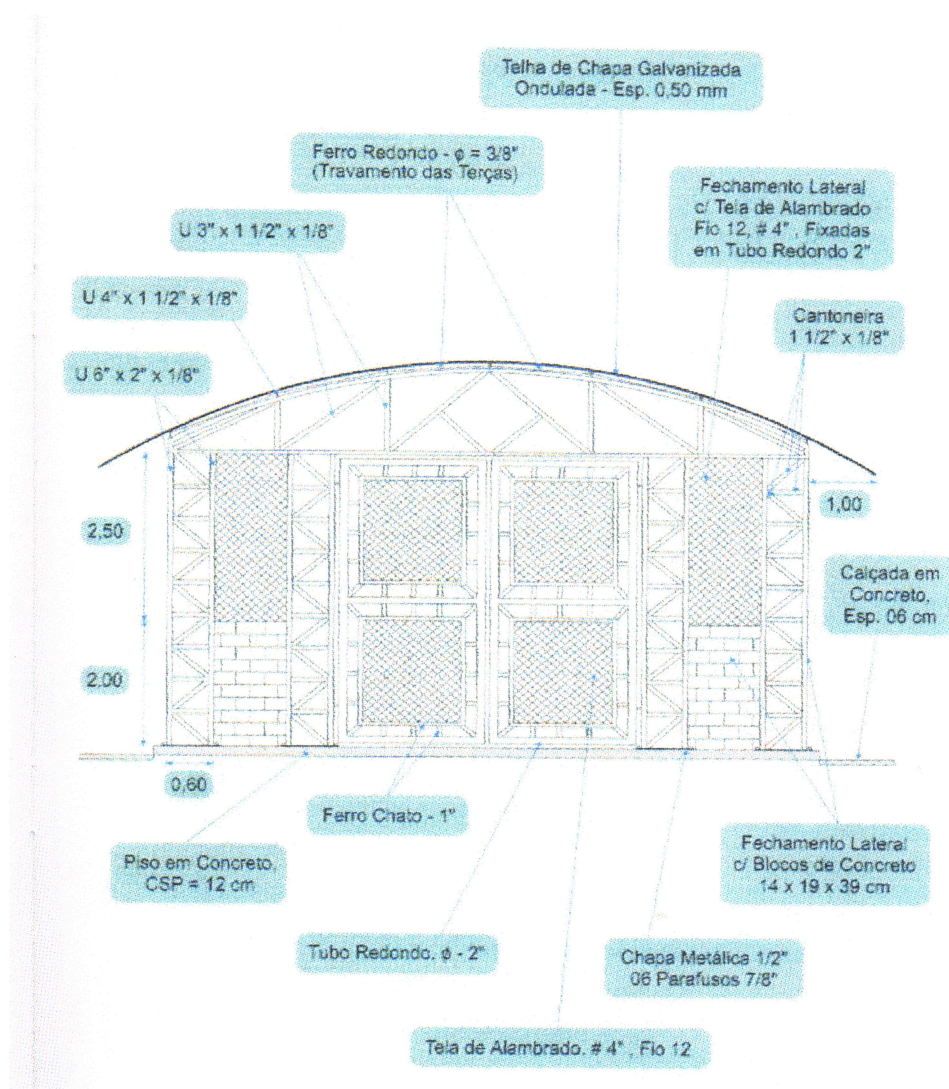 Telha de Chapa Galvanizada
Ondulada - Esp. 0,50 mm
Ferro Redondo - φ = 3/8"
(Travamento das Terças)
Fechamento Lateral
c/ Tela de Alambrado
Fio 12, # 4" , Fixadas
em Tubo Redondo 2"
U 3" x 1 1/2" x 1/8"
U 4" x 1 1/2" x 1/8"
Cantoneira
1 1/2" x 1/8"
U 6" x 2" x 1/8"
1,00
2,50
Calçada em
Concreto,
Esp. 06 cm
2,00
0,60
Ferro Chato - 1"
Piso em Concreto,
CSP = 12 cm
Fechamento Lateral
c/ Blocos de Concreto
14 x 19 x 39 cm
Tubo Redondo. φ - 2"
Chapa Metálica 1/2"
06 Parafusos 7/8"
Tela de Alambrado. # 4" , Fio 12